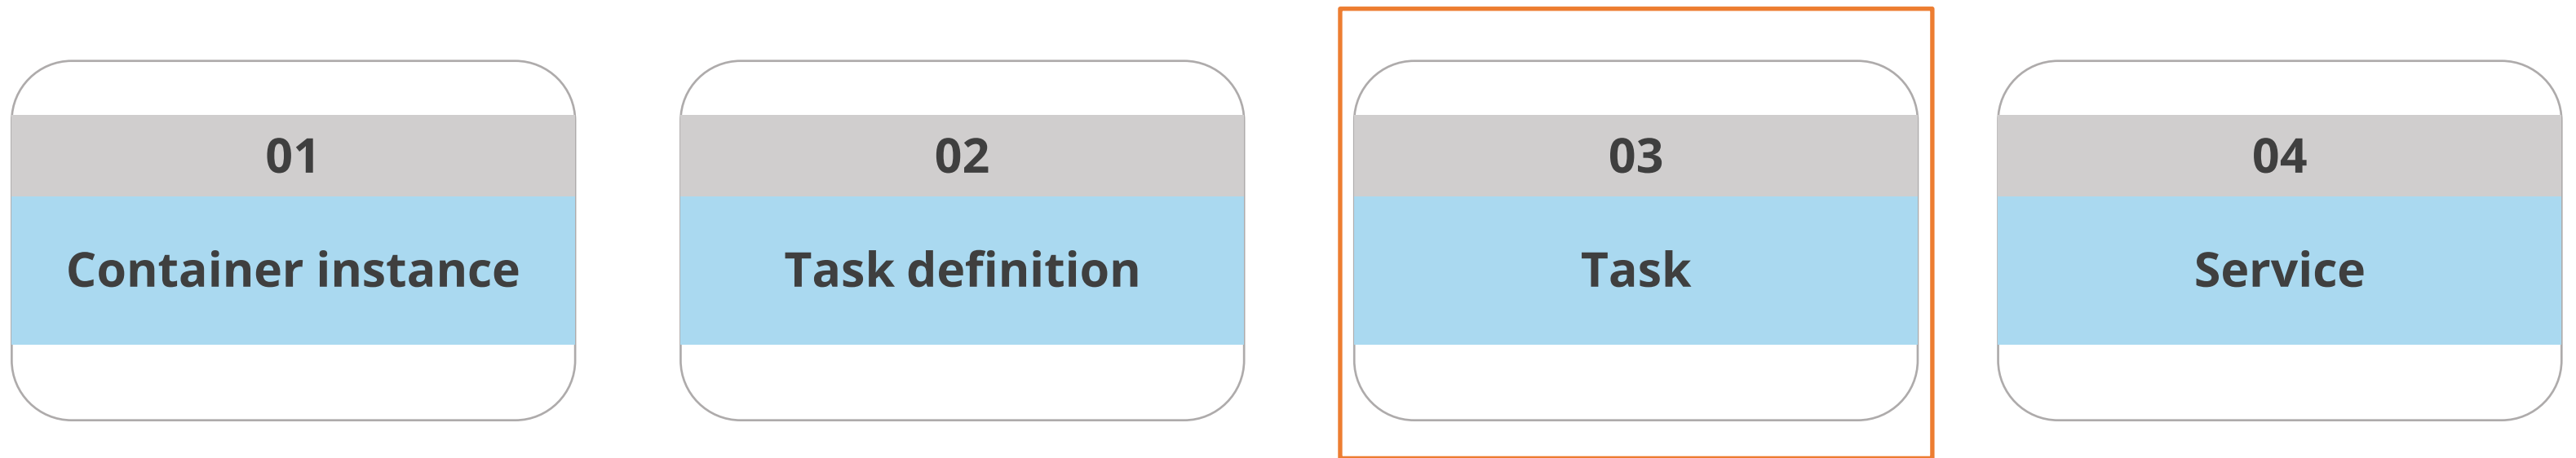 01
Container instance
02
Task definition
03
Task
04
Service